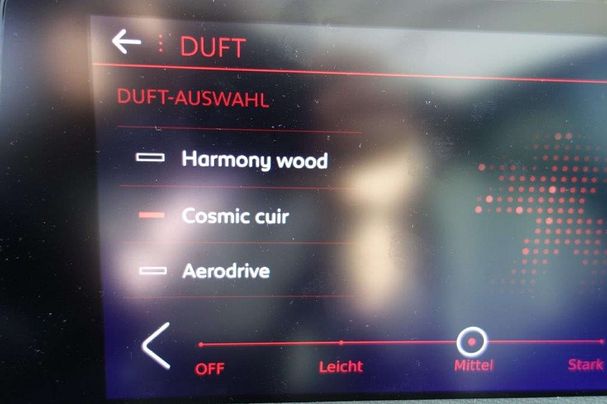 DUFT
DUFT-AUSWAHL
Harmony wood
Cosmic cuir
Aerodrive
OFF Leicht Mittel Stark